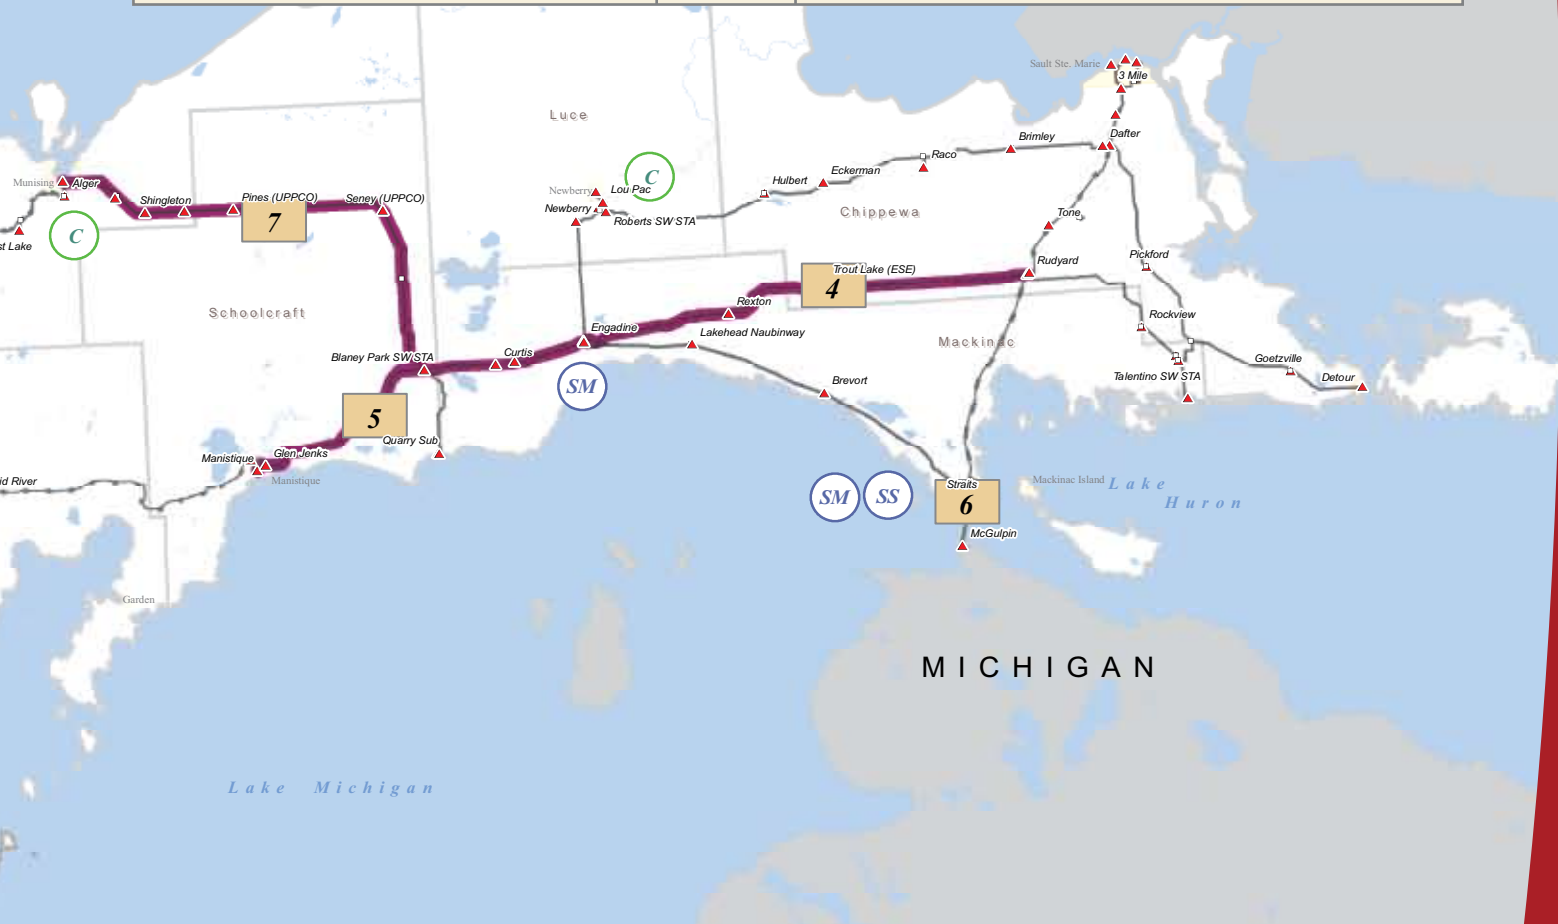 Sault Ste. Marie
3 Mile
Luce
Dafter
Brimley
Raco
Eckerman
Hulbert
C
Munising
Alger
Newberry
Lou Pac
Shingleton
Pines (UPPCO)
Seney (UPPCO)
Newberry
Roberts SW STA
Chippewa
Tone
7
C
st Lake
Pickford
Rudyard
Trout Lake (ESE)
4
Rexton
Schoolcraft
Rockview
Engadine
Lakehead Naubinway
Mackinac
Curtis
Blaney Park SW STA
Goetzville
Talentino SW STA
Detour
Brevort
SM
5
Quarry Sub
Glen Jenks
Manistique
Manistique
id River
Mackinac Island
Lake
Huron
Straits
SM
SS
6
McGulpin
Garden
MICHIGAN
Lake Michigan